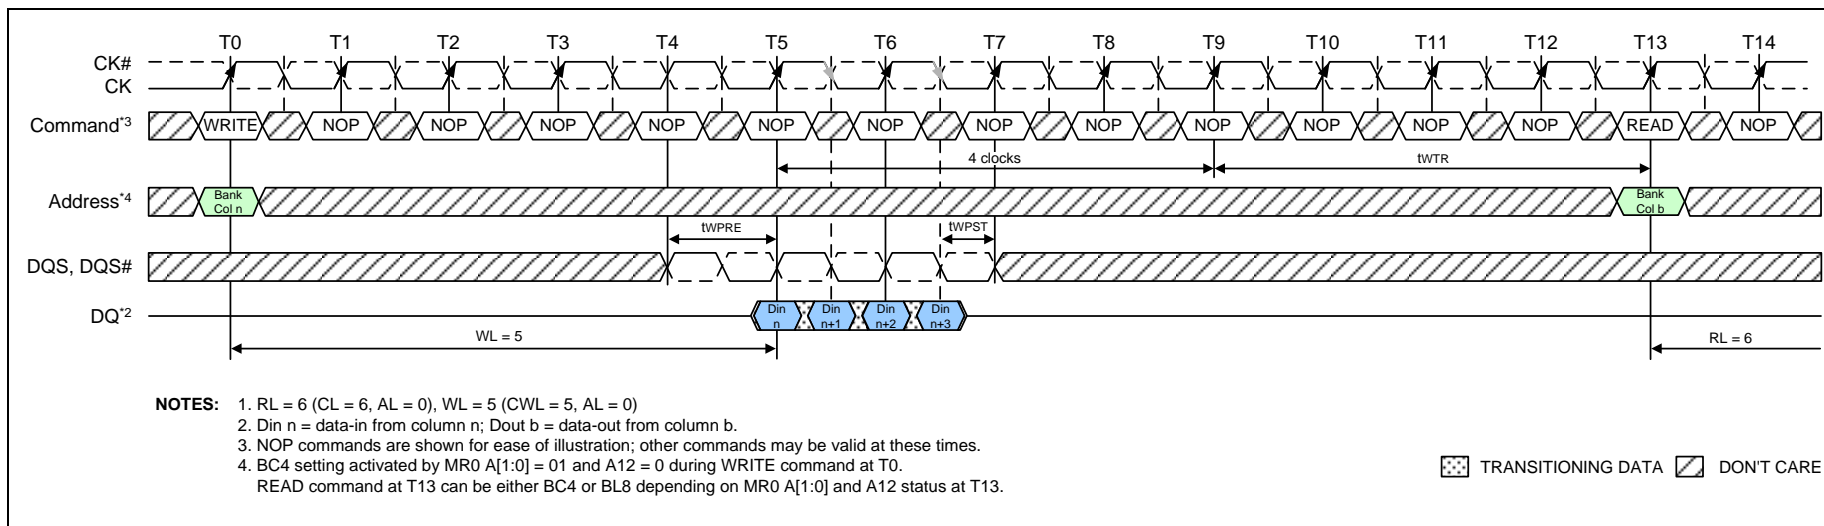 T0 T1 T2 T3 T4 T5 T6 T7 T8 T9 T10 T11 T12 T13 T14
CK#
CK
Command*3 WRITE NOP NOP NOP NOP NOP NOP NOP NOP NOP NOP NOP NOP READ NOP
4 clocks tWTR
Address*4 Bank Col n Bank Col b
tWPRE tWPST
DQS, DQS#
DQ*2 Din n Din n+1 Din n+2 Din n+3
WL = 5 RL = 6
NOTES: 1. RL = 6 (CL = 6, AL = 0), WL = 5 (CWL = 5, AL = 0)
2. Din n = data-in from column n; Dout b = data-out from column b.
3. NOP commands are shown for ease of illustration; other commands may be valid at these times.
4. BC4 setting activated by MR0 A[1:0] = 01 and A12 = 0 during WRITE command at T0.
READ command at T13 can be either BC4 or BL8 depending on MR0 A[1:0] and A12 status at T13.
TRANSITIONING DATA DON'T CARE